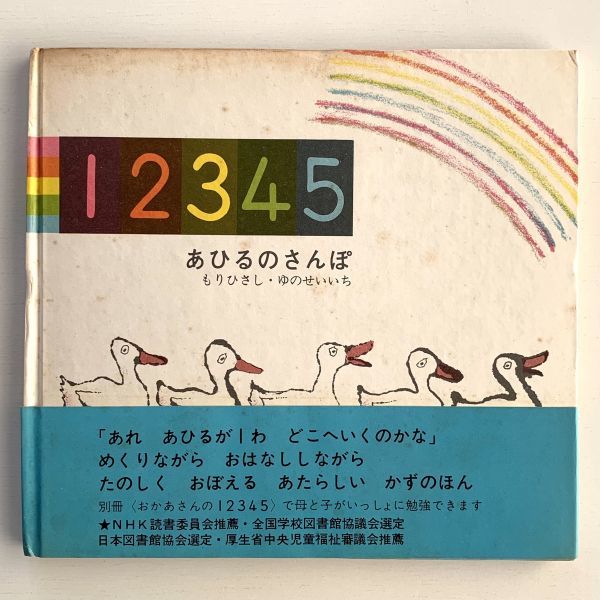 12345
あひるのさんぽ
もりひさし・ゆのせいいち
「あれ　あひるが1わ　どこへいくのかな」
めくりながら　おはなししながら
たのしく　おぼえる　あたらしい　かずのほん
別冊〈おかあさんの12345〉で母と子がいっしょに勉強できます
★NHK読書委員会推薦・全国学校図書館協議会選定
日本図書館協会選定・厚生省中央児童福祉審議会推薦